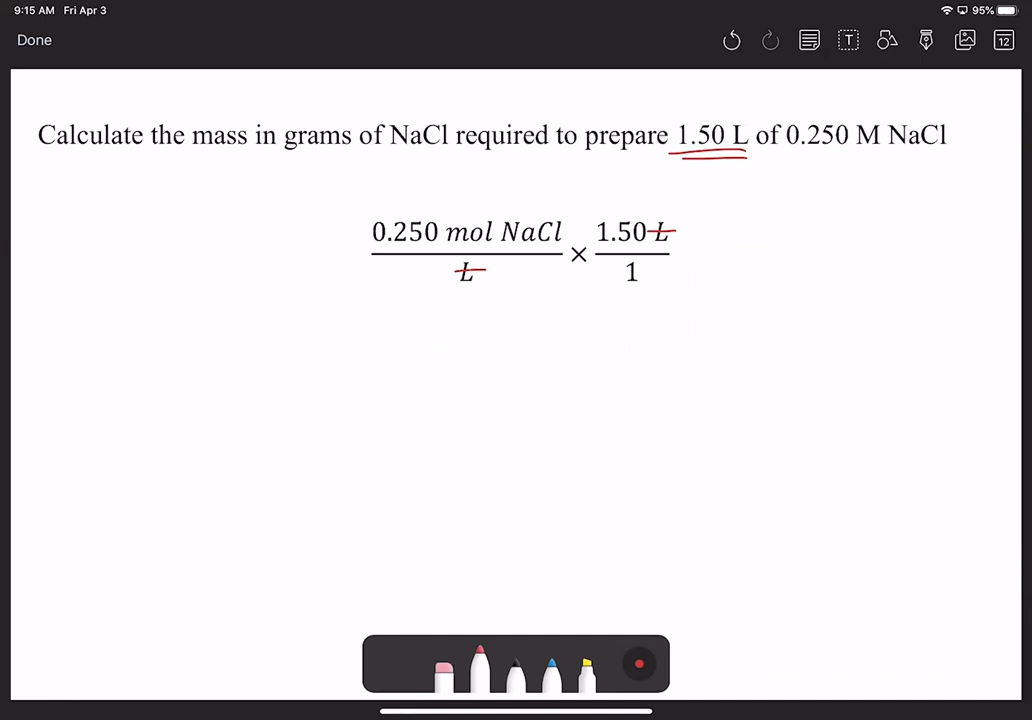 9:15 AM Fri Apr 3 95%
Done
T
12
Calculate the mass in grams of NaCl required to prepare 1.50 L of 0.250 M NaCl
0.250 mol NaCl × 1.50 L
L 1